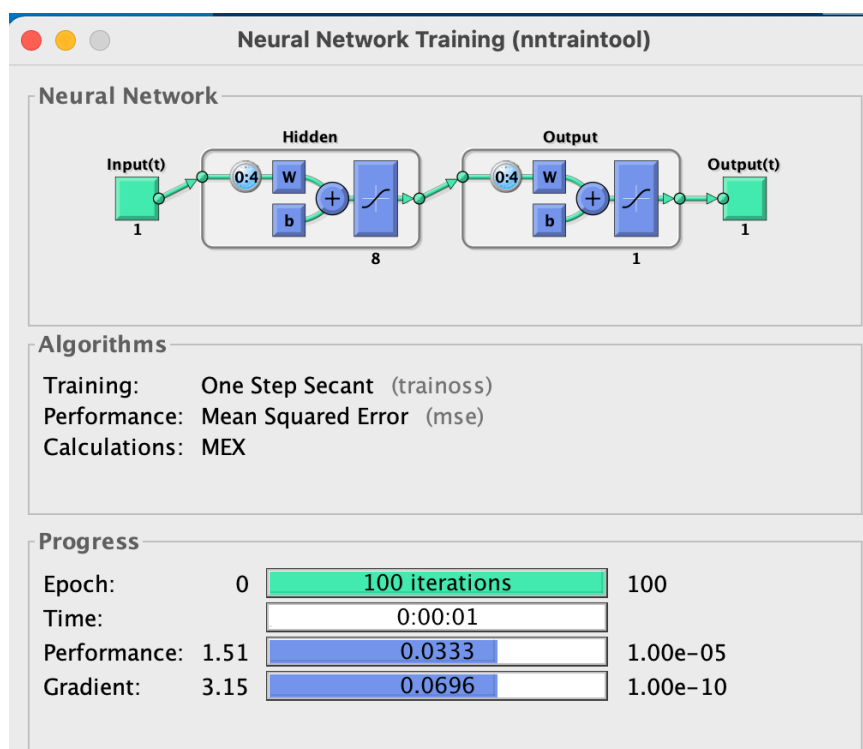 Neural Network Training (nntraintool)
Neural Network
Hidden
Output
Input(t)
0:4
W
b
+
8
0:4
W
b
+
1
Output(t)
1
1
Algorithms
Training: One Step Secant (trainoss)
Performance: Mean Squared Error (mse)
Calculations: MEX
Progress
Epoch: 0 100 iterations 100
Time: 0:00:01
Performance: 1.51 0.0333 1.00e-05
Gradient: 3.15 0.0696 1.00e-10